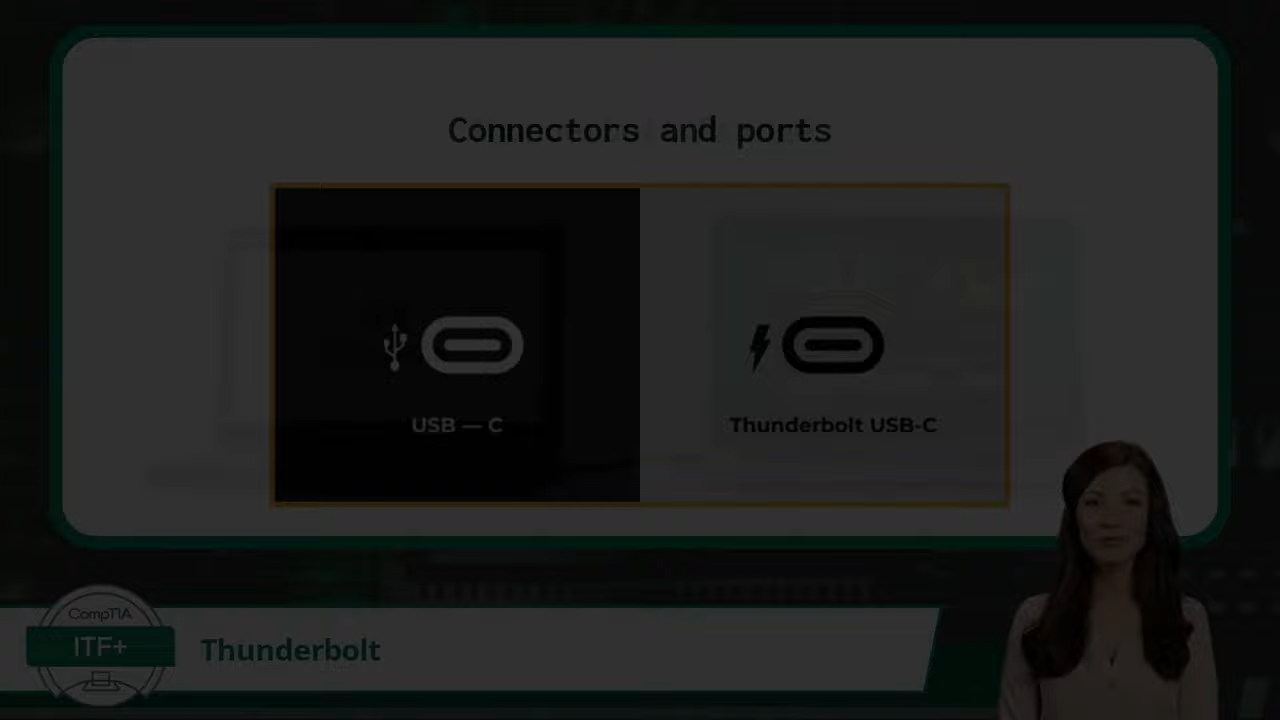 Connectors and ports
USB — C
Thunderbolt USB-C
CompTIA
ITF+
Thunderbolt